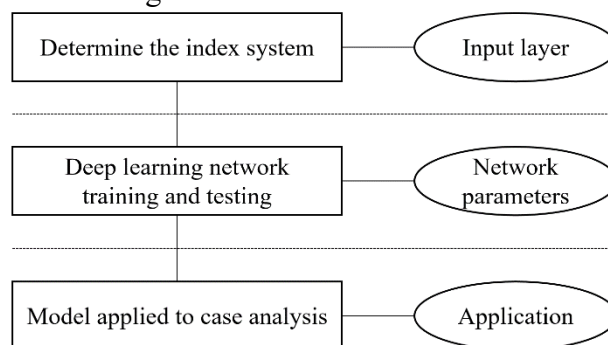 Determine the index system
Input layer
Deep learning network
training and testing
Network
parameters
Model applied to case analysis
Application